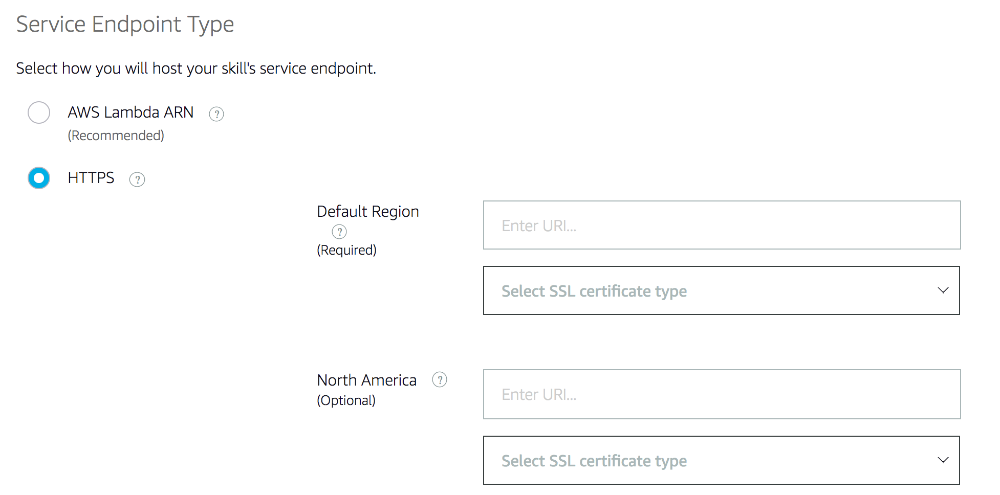 Service Endpoint Type
Select how you will host your skill's service endpoint.
AWS Lambda ARN ?
(Recommended)
HTTPS ?
Default Region
?
(Required)
Enter URI...
Select SSL certificate type
North America ?
(Optional)
Enter URI...
Select SSL certificate type